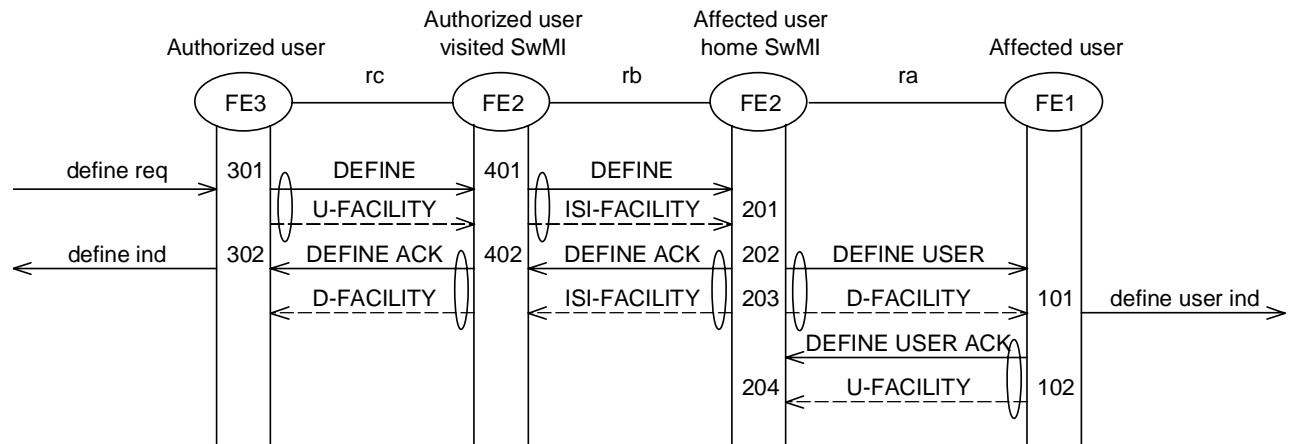 Authorized user
Authorized user
visited SwMI
Affected user
home SwMI
Affected user
rc
rb
ra
FE3
FE2
FE2
FE1
define req
301
DEFINE
401
DEFINE
U-FACILITY
ISI-FACILITY
201
define ind
302
DEFINE ACK
402
DEFINE ACK
202
DEFINE USER
D-FACILITY
ISI-FACILITY
203
D-FACILITY
101
define user ind
DEFINE USER ACK
204
U-FACILITY
102